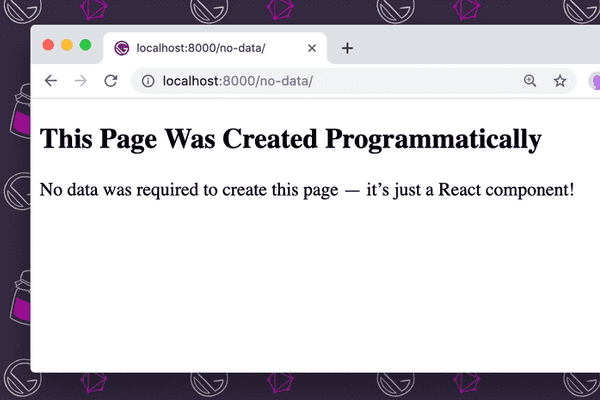 localhost:8000/no-data/
localhost:8000/no-data/
This Page Was Created Programmatically
No data was required to create this page — it’s just a React component!